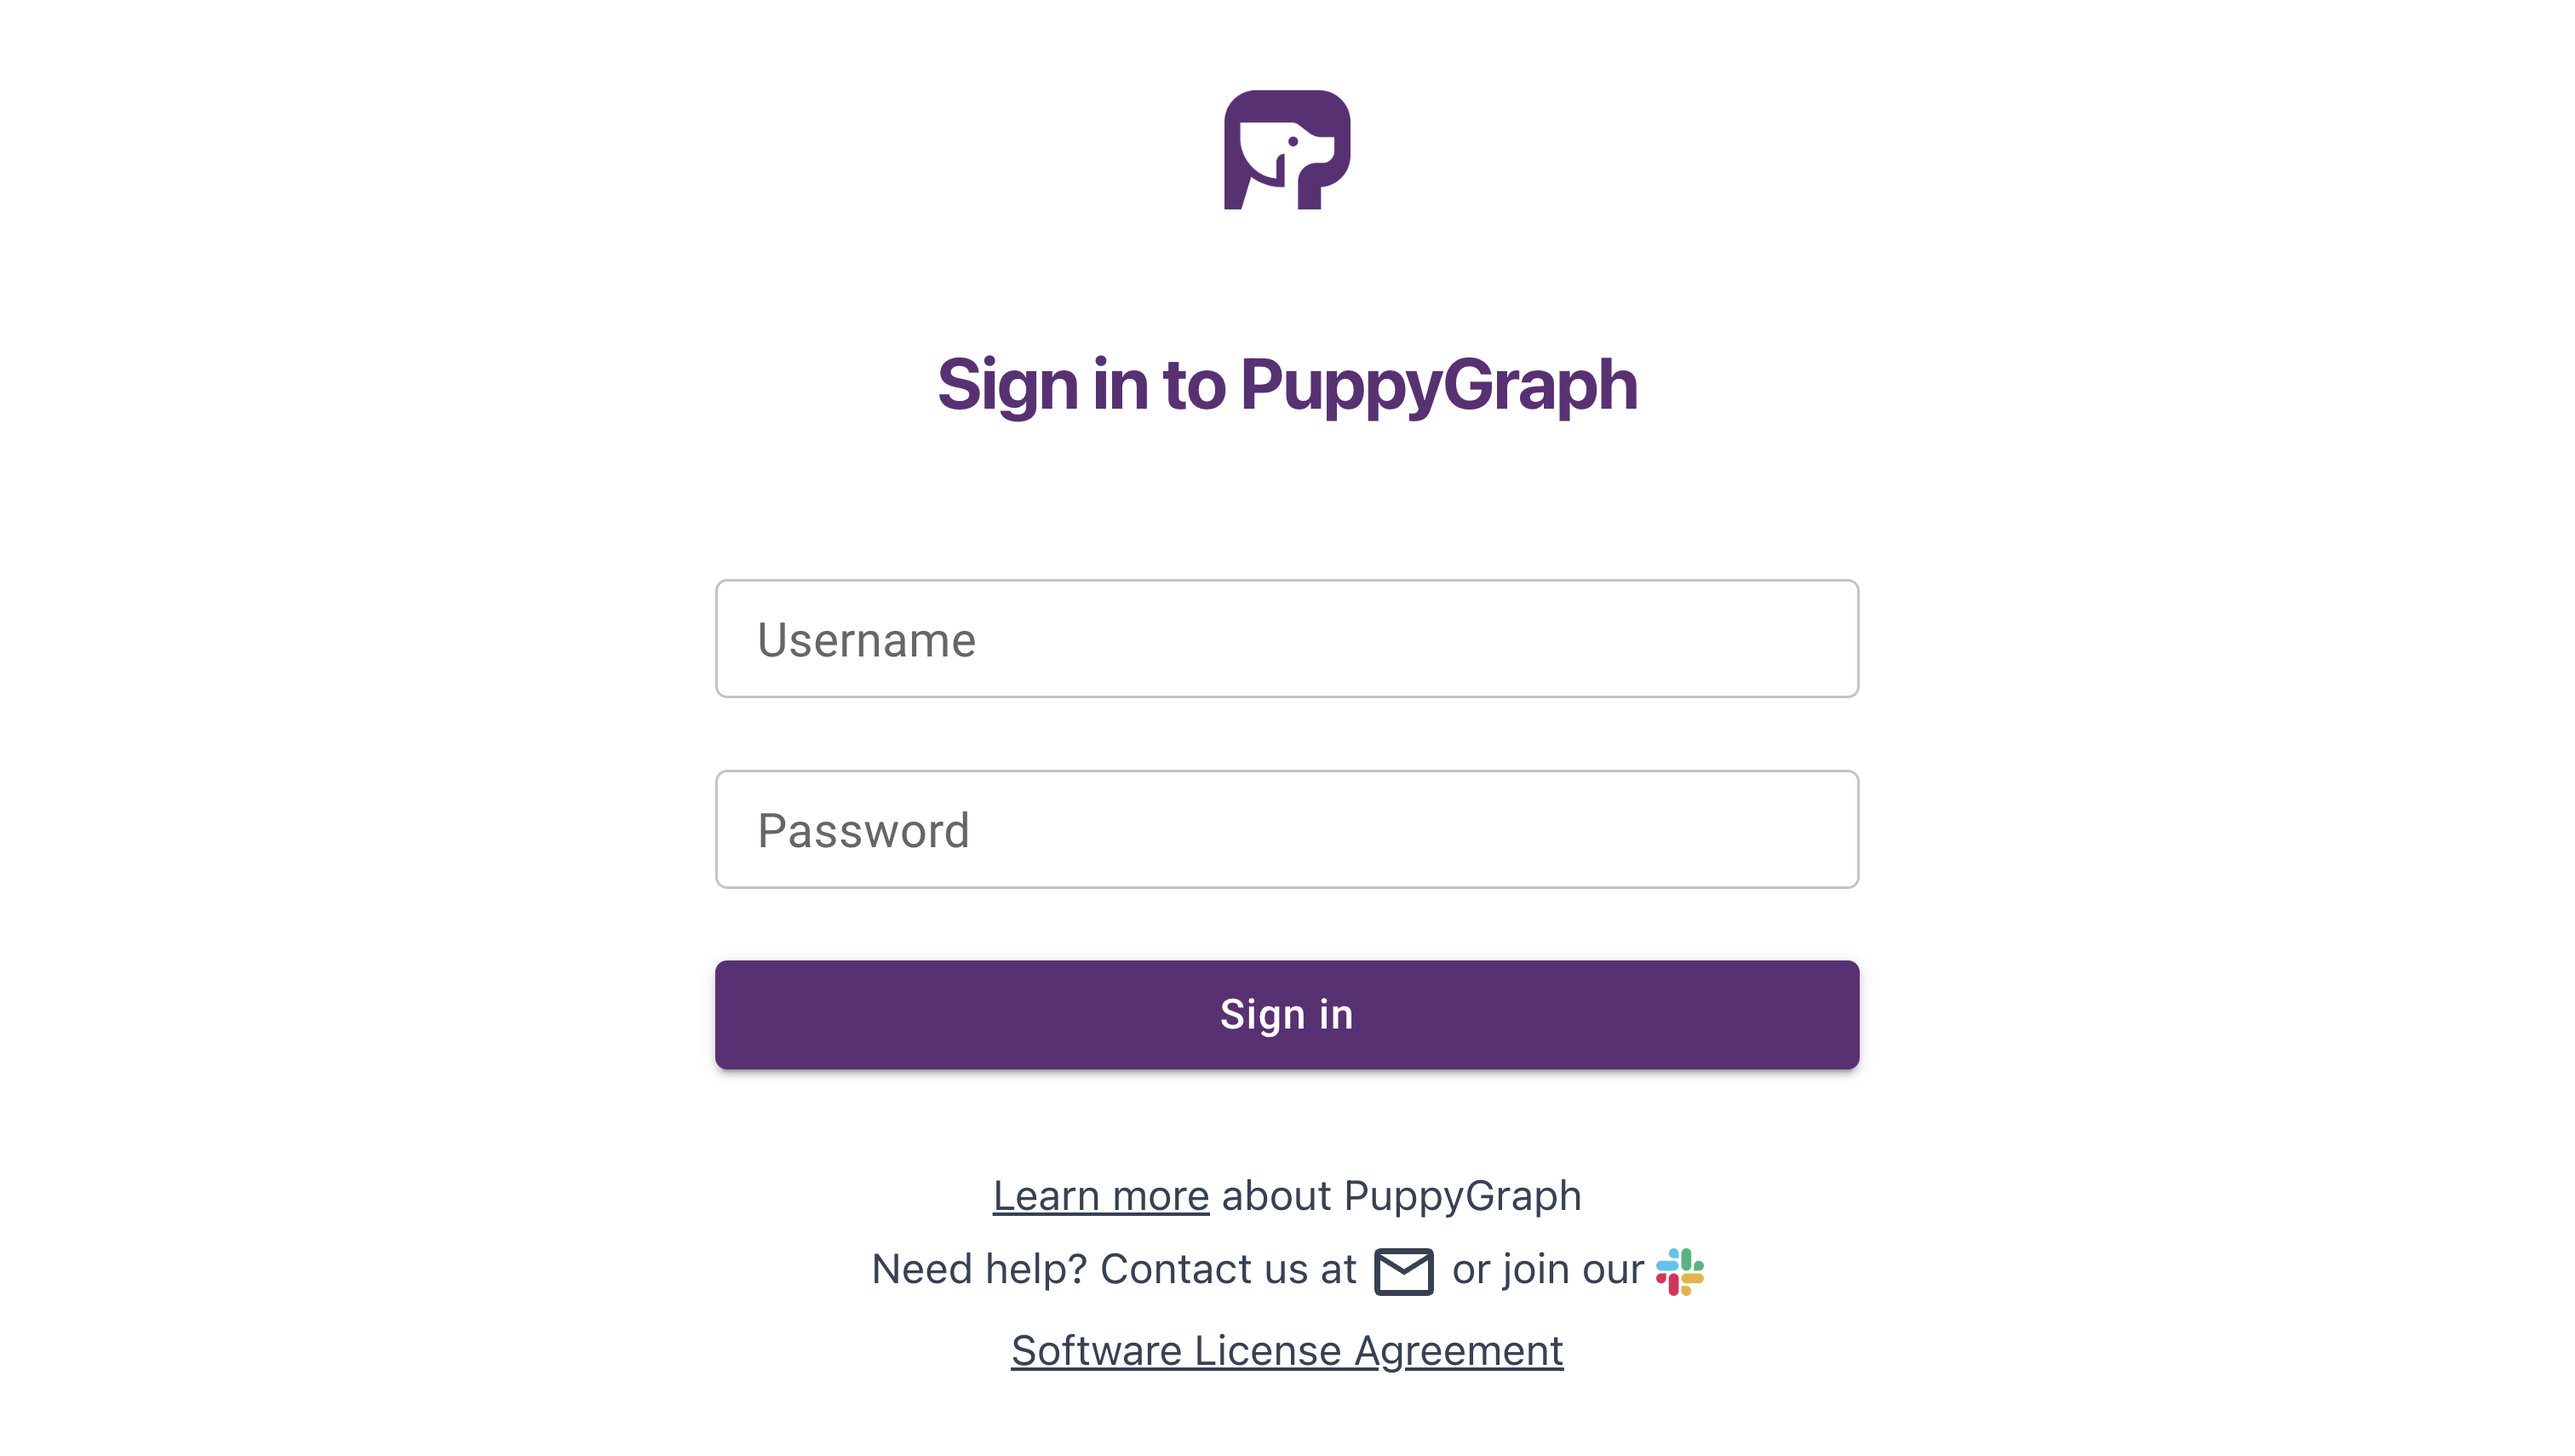 Sign in to PuppyGraph
Username
Password
Sign in
Learn more about PuppyGraph
Need help? Contact us at or join our
Software License Agreement